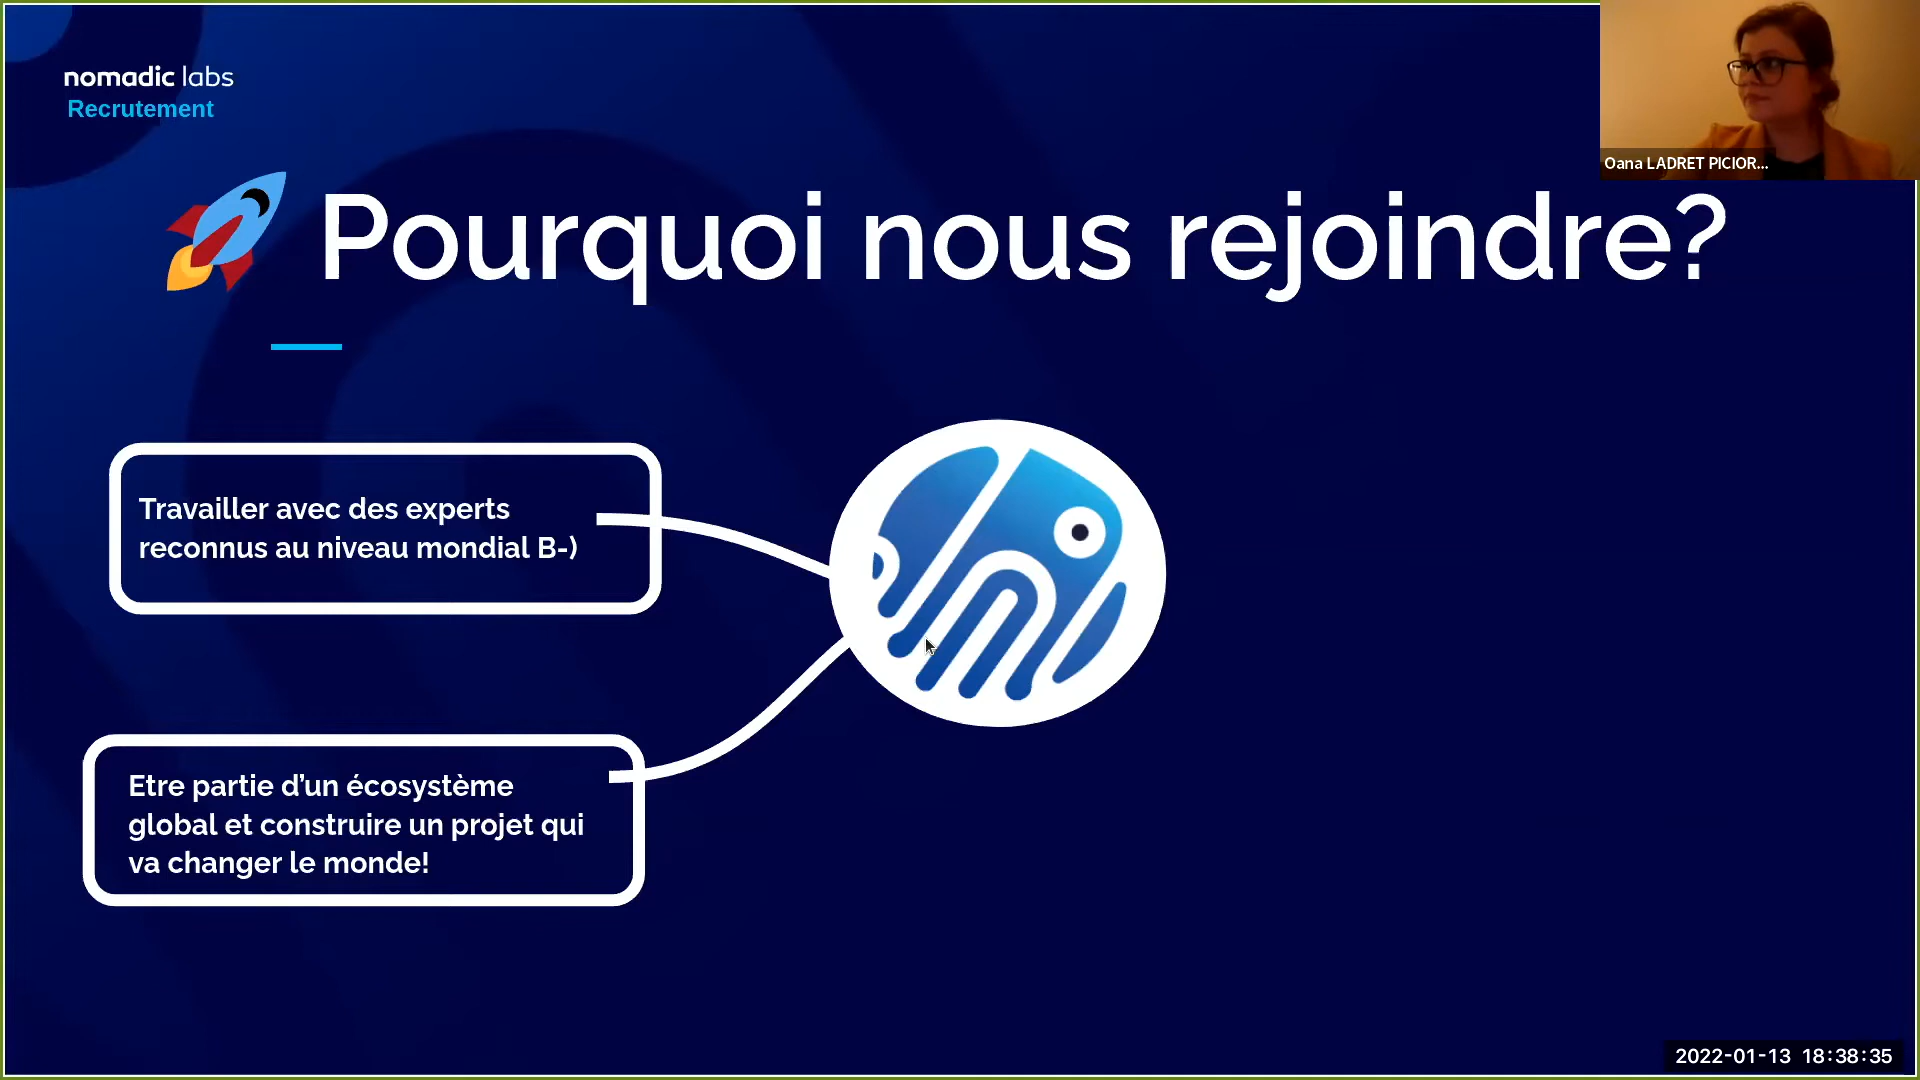 nomadic labs
Recrutement
Oana LADRET PICIOR...
Pourquoi nous rejoindre?
Travailler avec des experts
reconnus au niveau mondial B-)
Etre partie d’un écosystème
global et construire un projet qui
va changer le monde!
2022-01-13 18:38:35